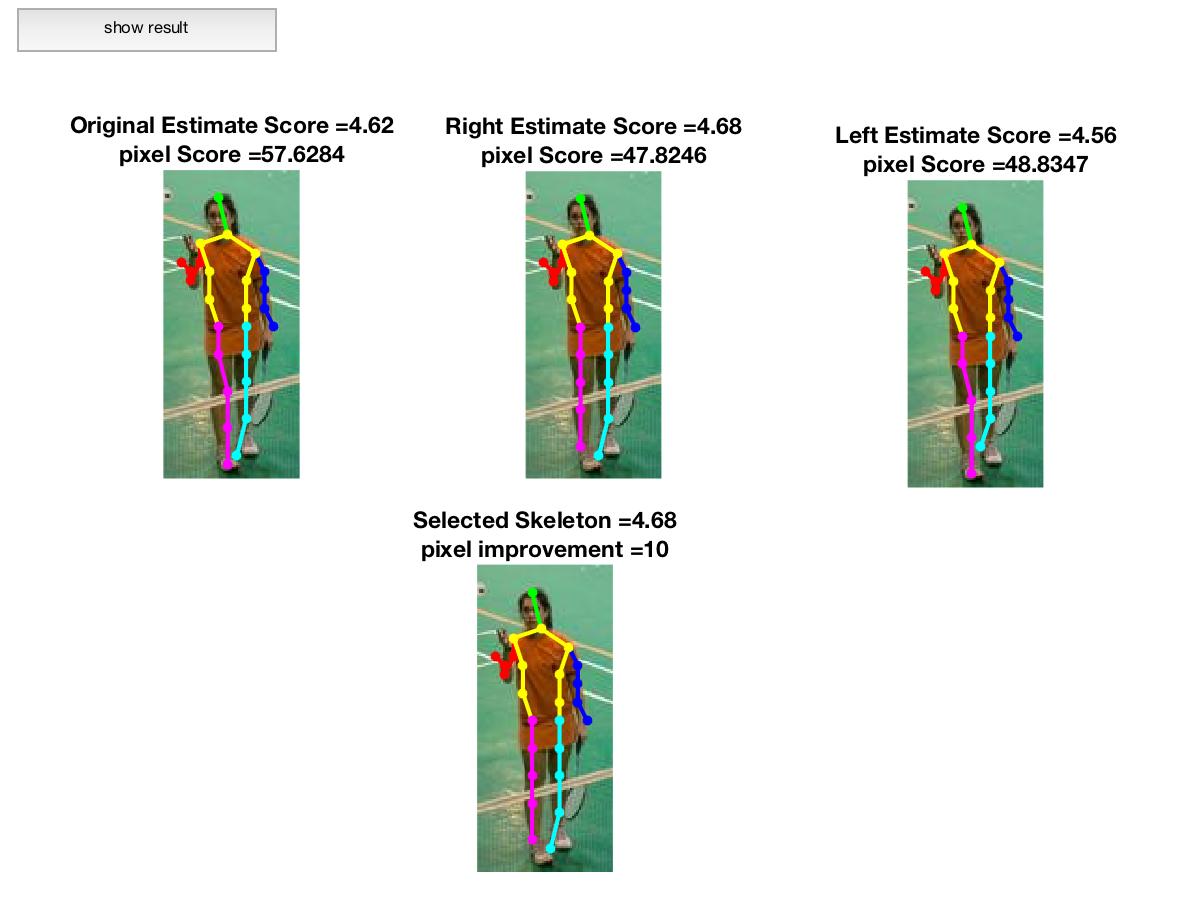 show result
Original Estimate Score =4.62
pixel Score =57.6284
Right Estimate Score =4.68
pixel Score =47.8246
Left Estimate Score =4.56
pixel Score =48.8347
Selected Skeleton =4.68
pixel improvement =10